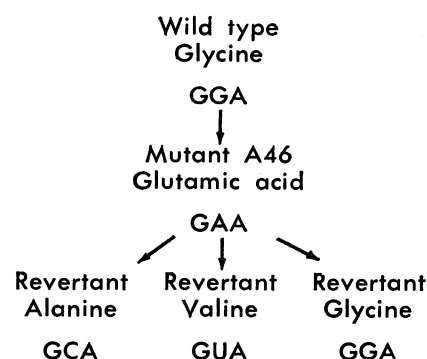 Wild type
Glycine
GGA
Mutant A46
Glutamic acid
GAA
Revertant Revertant Revertant
Alanine Valine Glycine
GCA GUA GGA